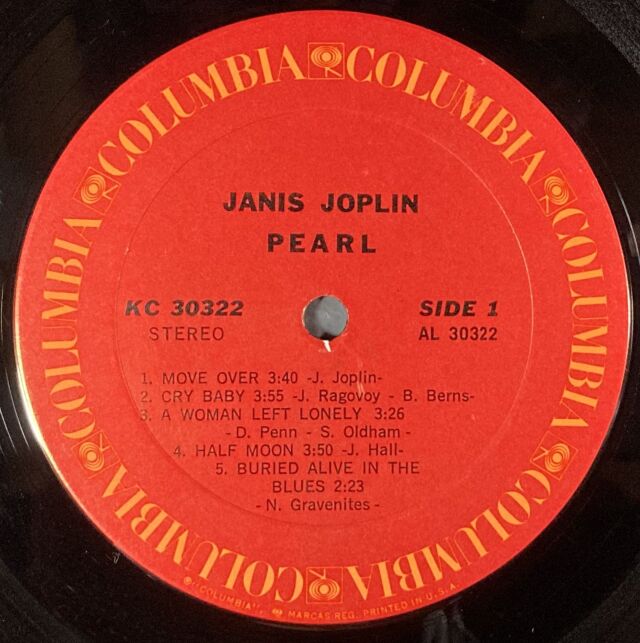 COLUMBIA COLUMBIA COLUMBIA COLUMBIA COLUMBIA COLUMBIA
JANIS JOPLIN
PEARL
KC 30322 SIDE 1
STEREO AL 30322
1. MOVE OVER 3:40 -J. Joplin-
2. CRY BABY 3:55 -J. Ragovoy - B. Berns-
3. A WOMAN LEFT LONELY 3:26
- D. Penn - S. Oldham -
4. HALF MOON 3:50 -J. Hall-
5. BURIED ALIVE IN THE
BLUES 2:23
- N. Gravenites -
"COLUMBIA", MARCAS REG. PRINTED IN U.S.A.